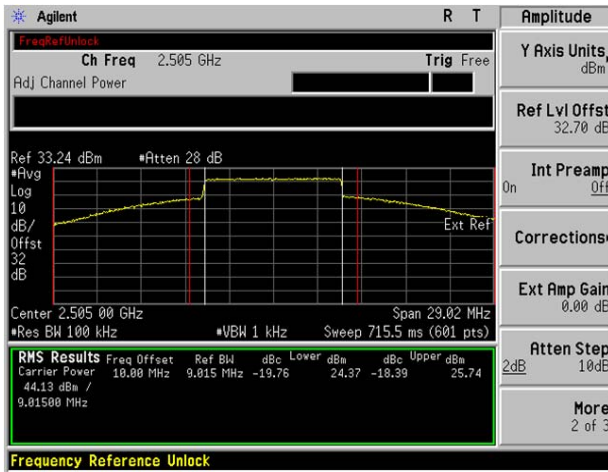 Agilent R T
Amplitude
FreqRefUnlock
Ch Freq 2.505 GHz Trig Free
Adj Channel Power
Y Axis Units
dBm
Ref Lvl Offst
32.70 dB
Int Preamp
On Off
Corrections
Ext Amp Gain
0.00 dB
Atten Step
2dB 10dB
More
2 of 3
Ref 33.24 dBm *Atten 28 dB
*Avg
Log
10
dB/
Offst
32
dB
Ext Ref
Center 2.505 00 GHz Span 29.02 MHz
*Res BW 100 kHz *VBW 1 kHz Sweep 715.5 ms (601 pts)
RMS Results Freq Offset Ref BW dBc Lower dBm dBc Upper dBm
Carrier Power 10.00 MHz 9.015 MHz -19.76 24.37 -18.39 25.74
44.13 dBm /
9.01500 MHz
Frequency Reference Unlock